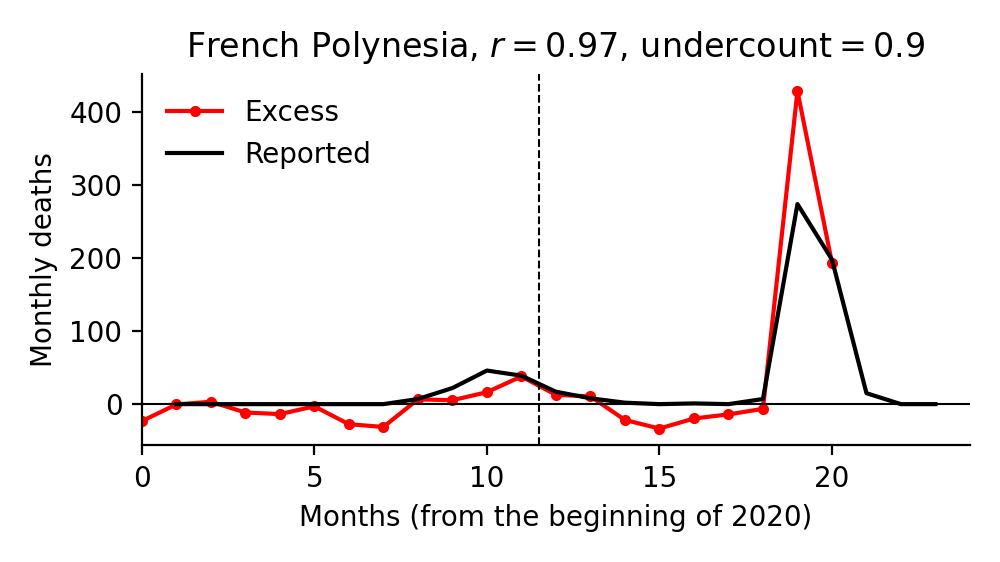 French Polynesia, r = 0.97, undercount = 0.9
400
300
200
100
0
Monthly deaths
Excess
Reported
0 5 10 15 20
Months (from the beginning of 2020)